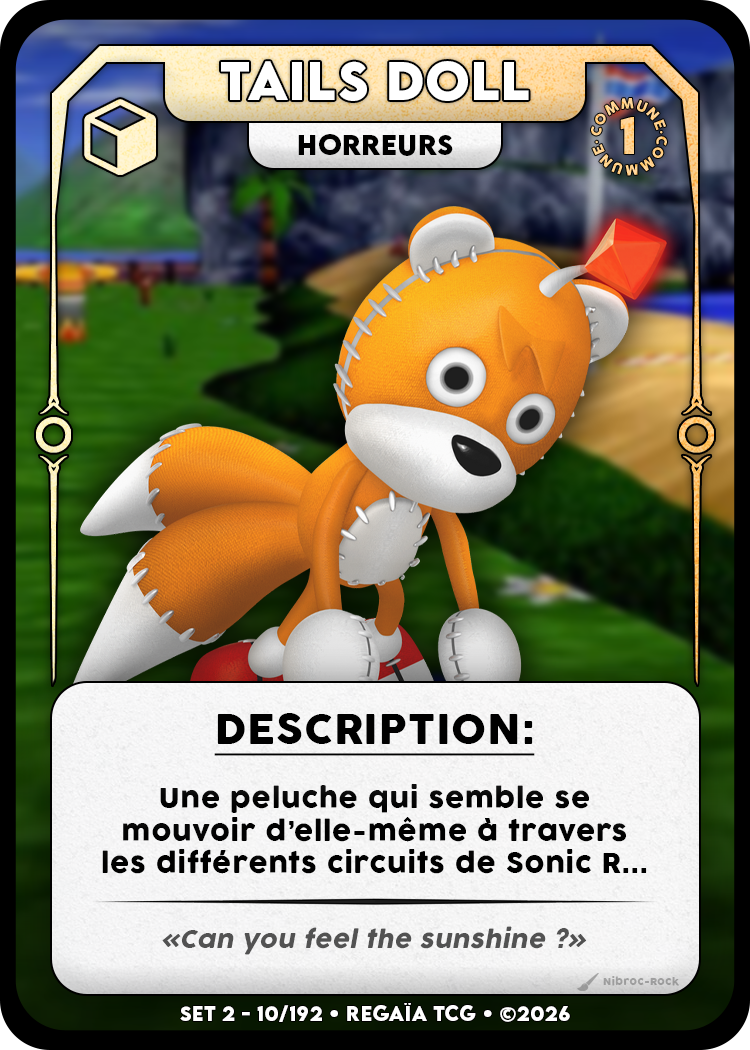 TAILS DOLL
HORREURS
COMMUNE·COMMUNE·
1
DESCRIPTION:
Une peluche qui semble se
mouvoir d'elle-même à travers
les différents circuits de Sonic R...
«Can you feel the sunshine ?»
Nibroc-Rock
SET 2 - 10/192 • REGAÏA TCG • ©2026